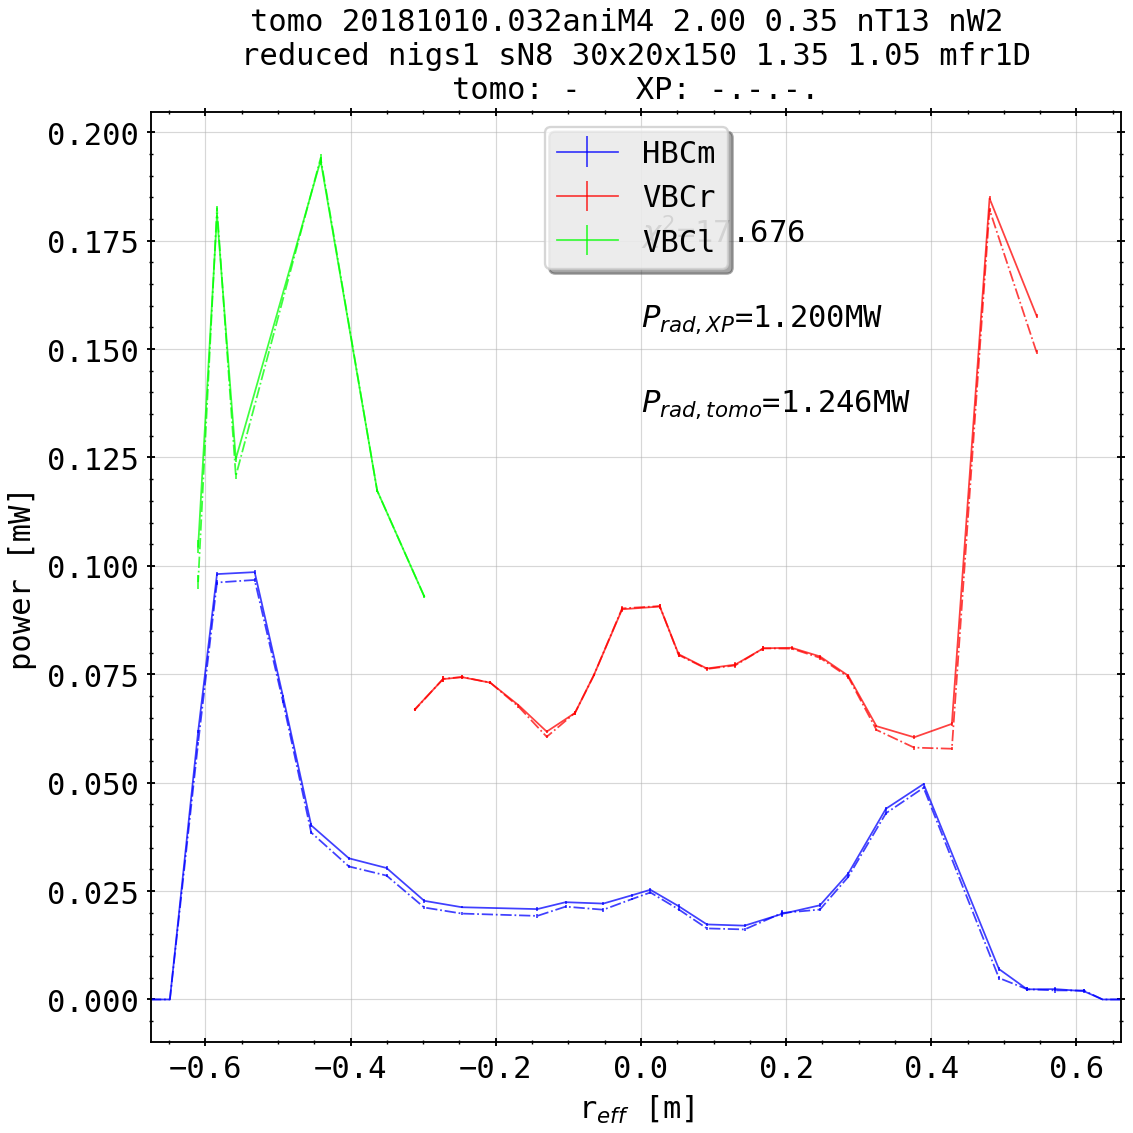 tomo 20181010.032aniM4 2.00 0.35 nT13 nW2
reduced nigs1 sN8 30x20x150 1.35 1.05 mfr1D
tomo: -   XP: -.-.-.
HBCm
VBCr
VBCl
χ²=17.676
P_rad,XP=1.200MW
P_rad,tomo=1.246MW
power [mW]
0.200
0.175
0.150
0.125
0.100
0.075
0.050
0.025
0.000
−0.6 −0.4 −0.2 0.0 0.2 0.4 0.6
r_eff [m]